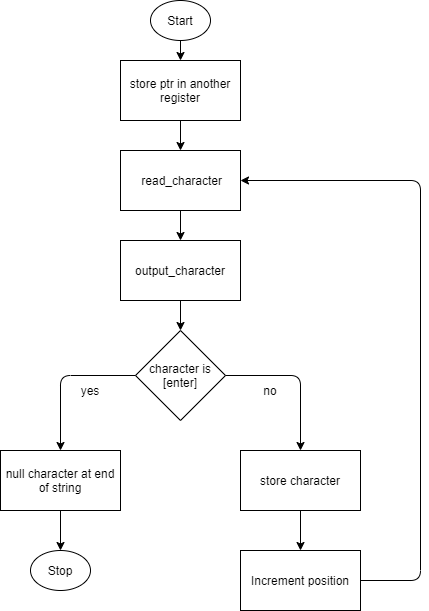 Start
store ptr in another
register
read_character
output_character
character is
[enter]
yes
no
null character at end
of string
store character
Stop
Increment position